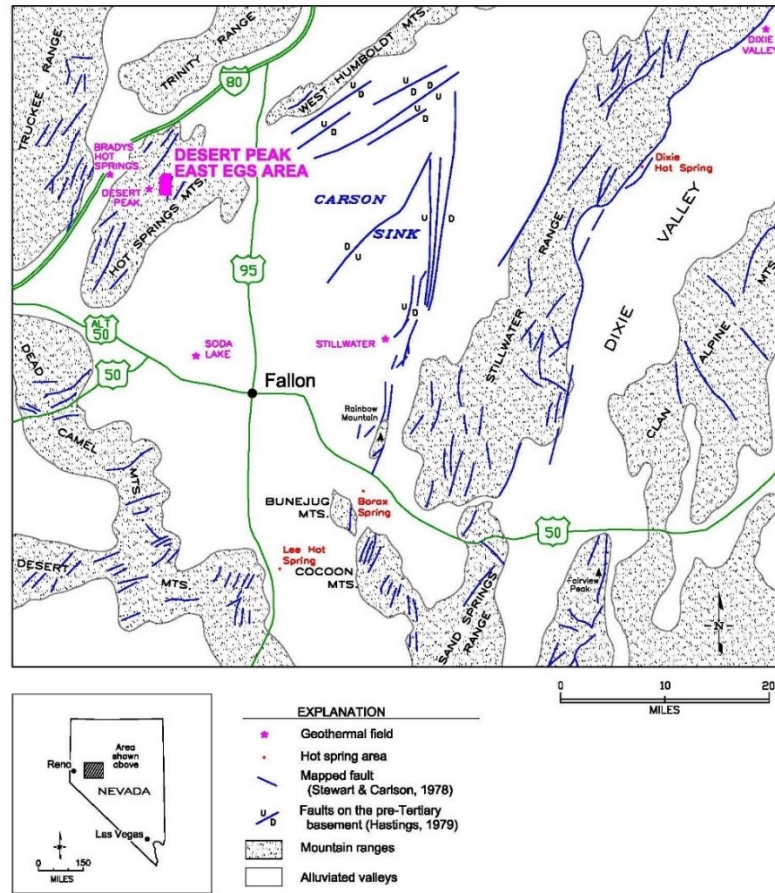 TRUCKEE RANGE
TRINITY RANGE
80
WEST HUMBOLDT MTS.
DIXIE
VALLEY
BRADYS
HOT
SPRINGS
DESERT PEAK
EAST EGS AREA
DESERT
PEAK
HOT SPRINGS MTS.
U
D
U
D
U
D
U
D
U
D
CARSON
SINK
95
U
D
D
U
U
D
Dixie
Hot Spring
STILLWATER RANGE
DIXIE VALLEY
CLAN ALPINE MTS.
ALT
50
50
SODA
LAKE
STILLWATER
Fallon
Rainbow
Mountain
DEAD
CAMEL
MTS.
BUNEJUG
MTS.
Borax
Spring
50
Lee Hot
Spring
COCOON
MTS.
DESERT MTS.
SAND SPRINGS
RANGE
Fairview
Peak
N
0 10 20
MILES
EXPLANATION
Geothermal field
Hot spring area
Mapped fault
(Stewart & Carlson, 1978)
U
D
Faults on the pre-Tertiary
basement (Hastings, 1979)
Mountain ranges
Alluviated valleys
Area
shown
above
Reno
NEVADA
Las Vegas
N
0 150
MILES